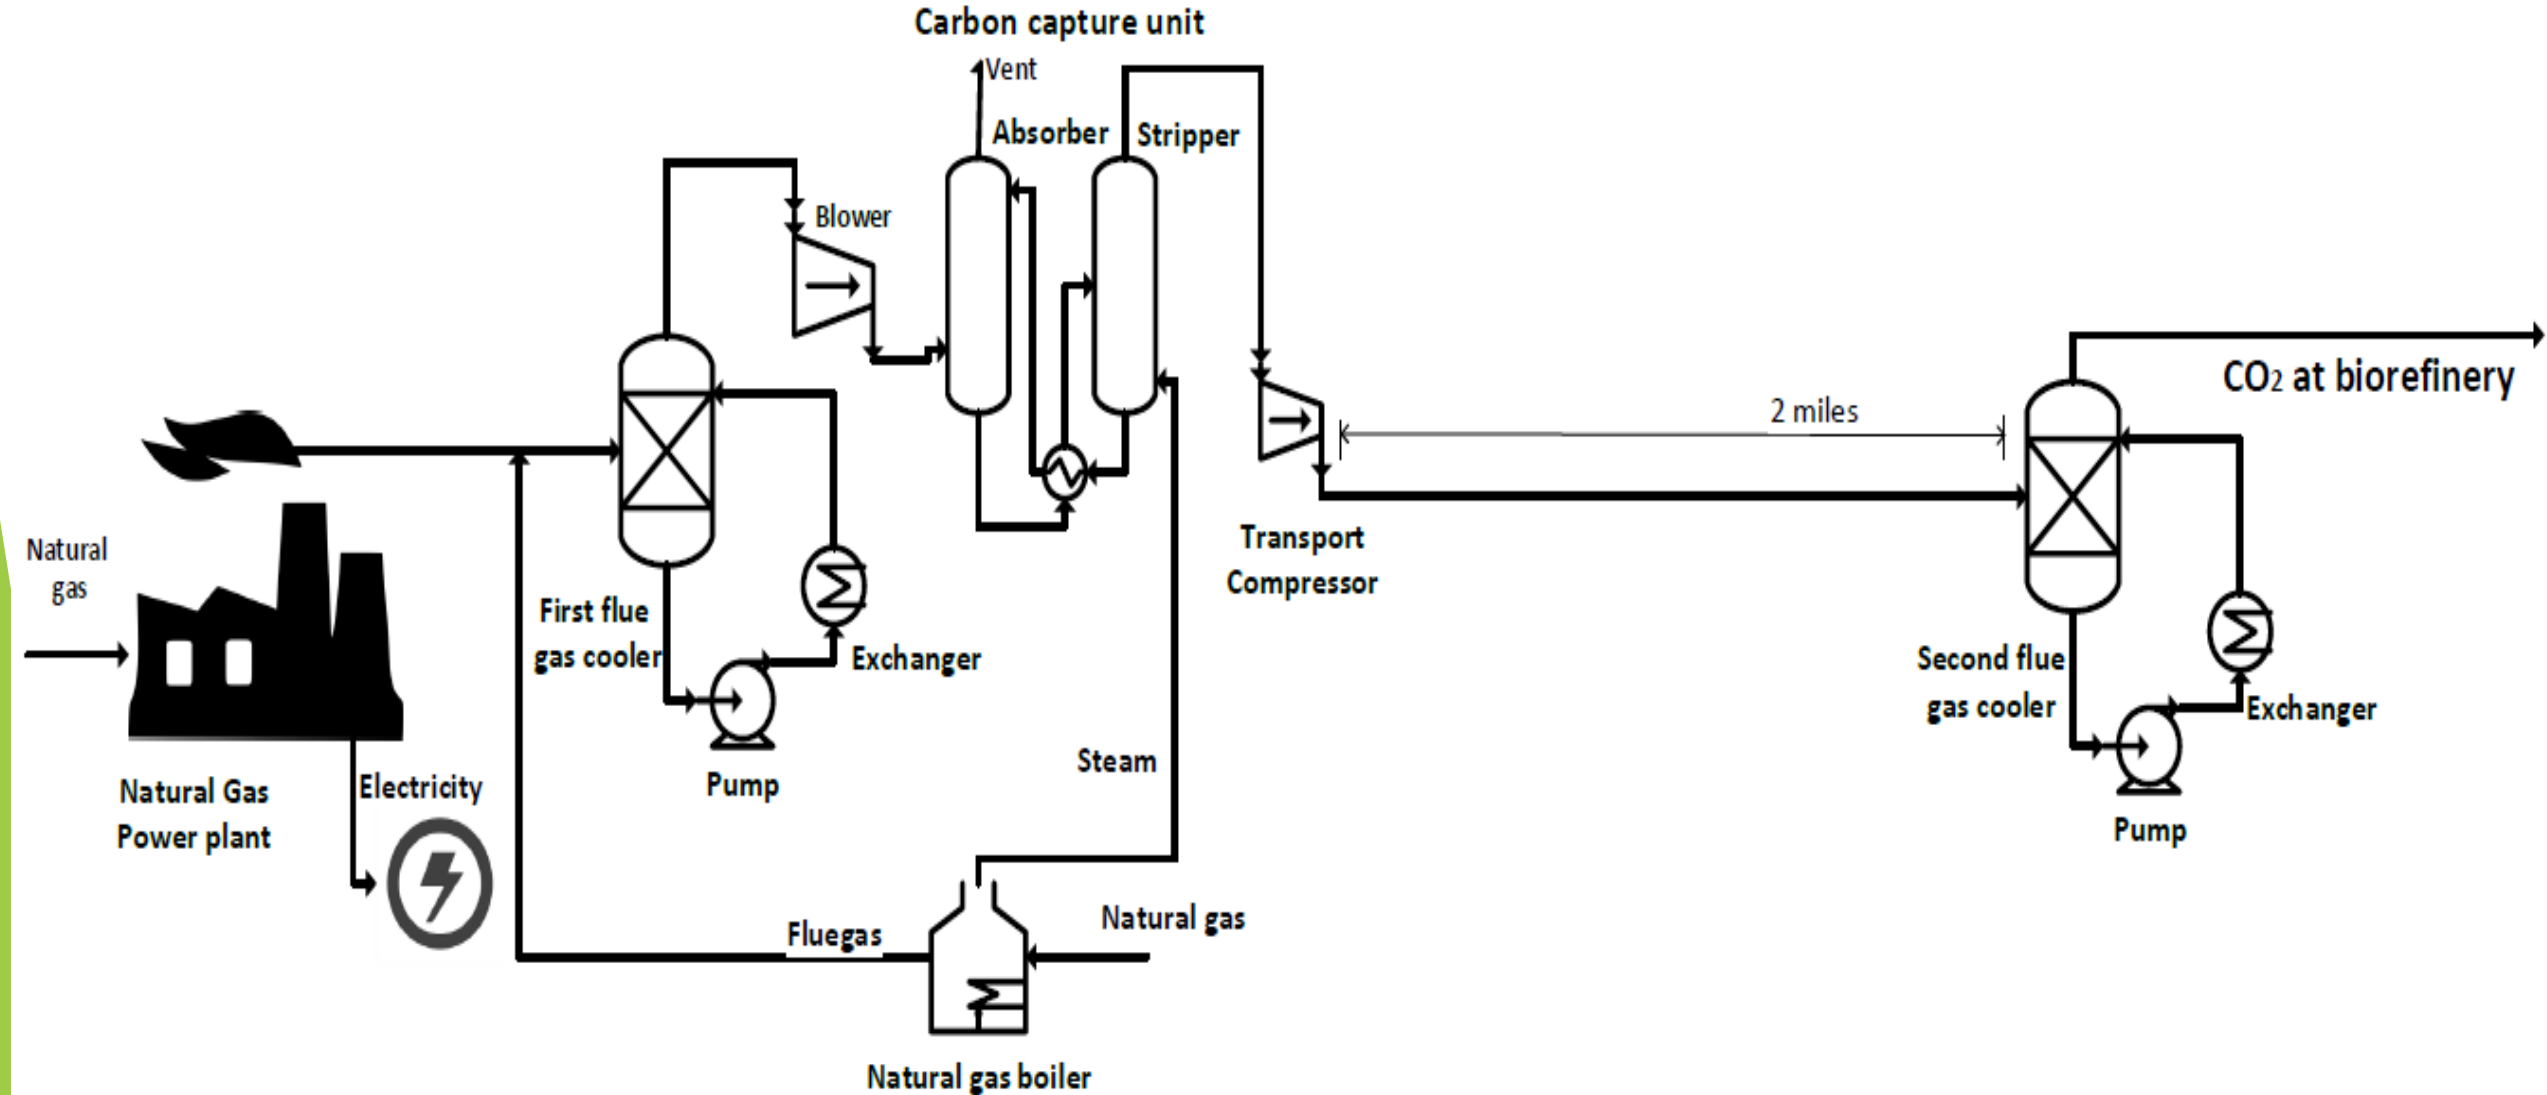 Carbon capture unit
Vent
Absorber
Stripper
Blower
CO2 at biorefinery
2 miles
Natural
gas
Transport
Compressor
First flue
gas cooler
Exchanger
Second flue
gas cooler
Exchanger
Steam
Pump
Electricity
Natural Gas
Power plant
Pump
Fluegas
Natural gas
Natural gas boiler